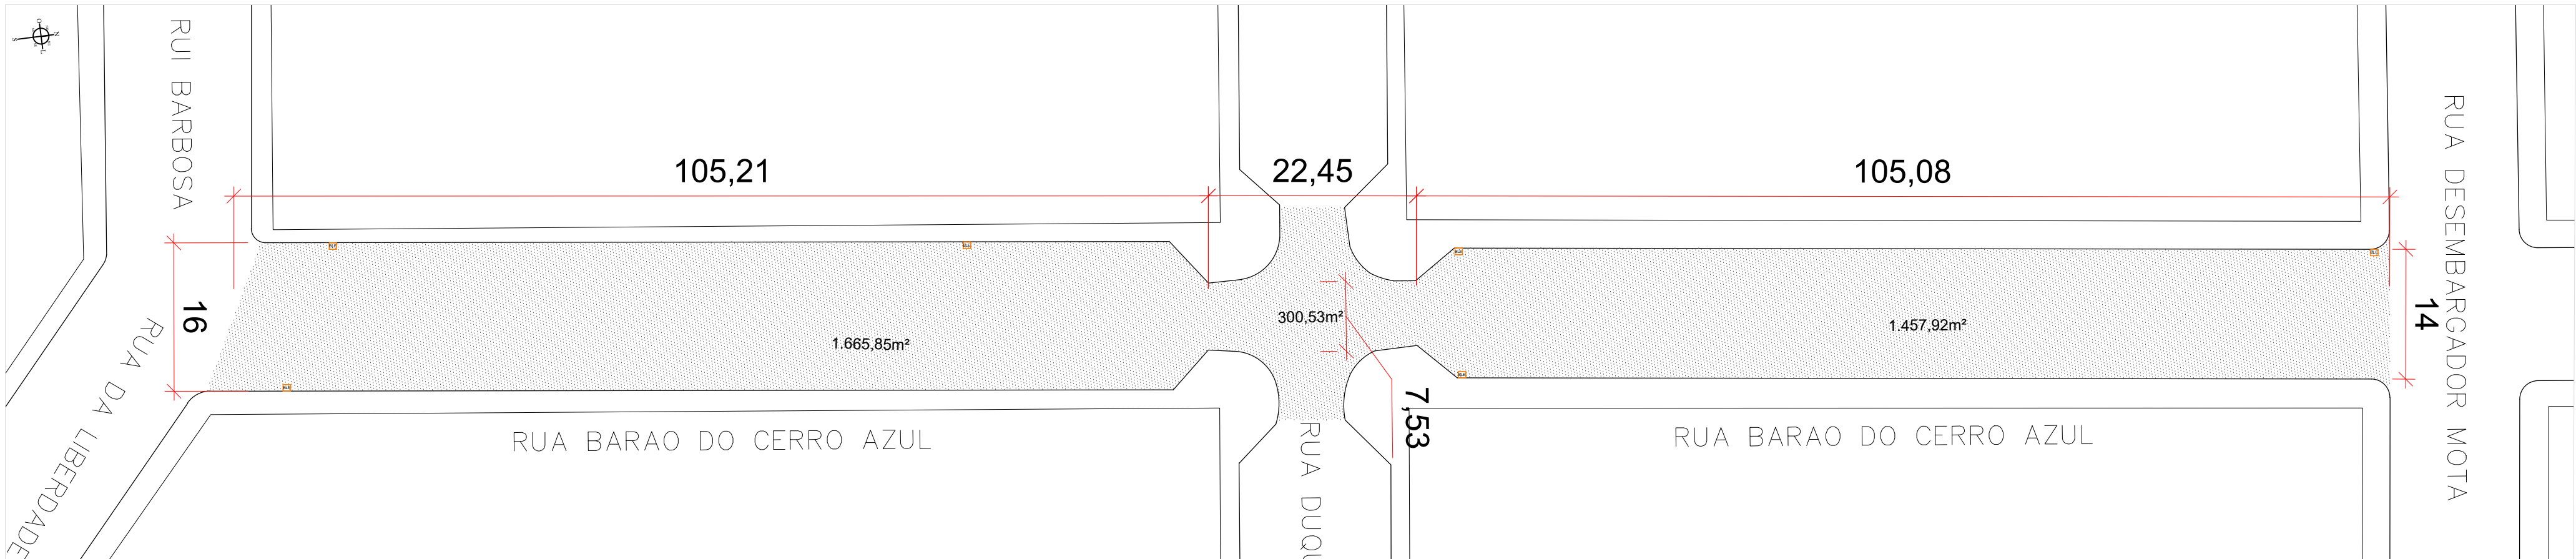 RUI BARBOSA
105,21
22,45
105,08
RUA DESEMBARGADOR MOTA
16
14
300,53m²
1.665,85m²
1.457,92m²
7,53
RUA DA LIBERDADE
RUA BARAO DO CERRO AZUL
RUA BARAO DO CERRO AZUL
RUA DUQU
N
S
L
O